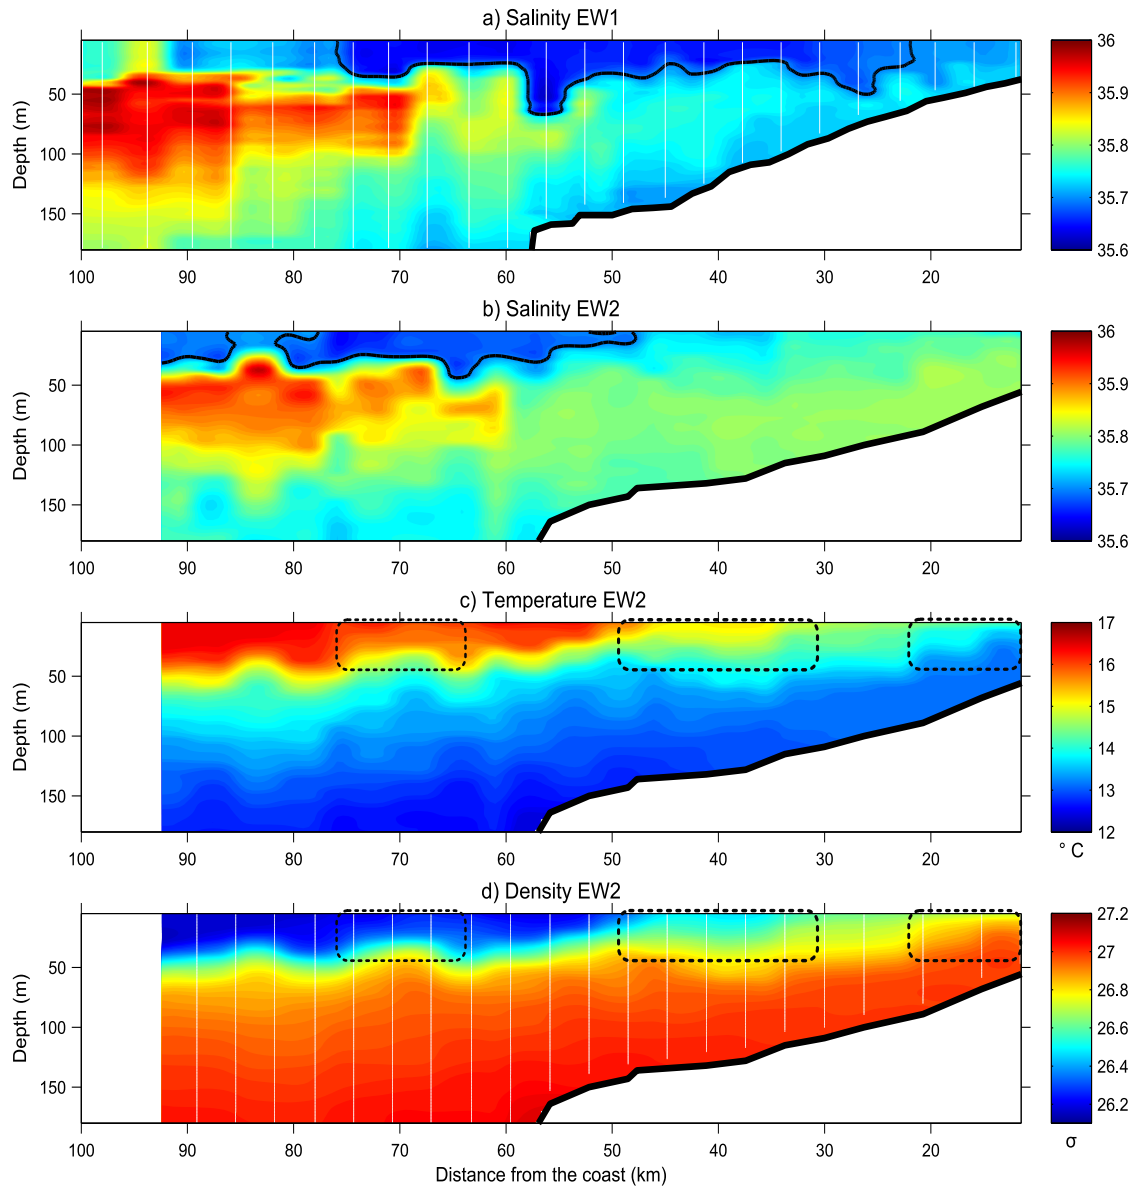 a) Salinity EW1
Depth (m)
50
100
150
100 90 80 70 60 50 40 30 20
36
35.9
35.8
35.7
35.6
b) Salinity EW2
Depth (m)
50
100
150
100 90 80 70 60 50 40 30 20
36
35.9
35.8
35.7
35.6
c) Temperature EW2
Depth (m)
50
100
150
100 90 80 70 60 50 40 30 20
17
16
15
14
13
12
° C
d) Density EW2
Depth (m)
50
100
150
100 90 80 70 60 50 40 30 20
27.2
27
26.8
26.6
26.4
26.2
σ
Distance from the coast (km)